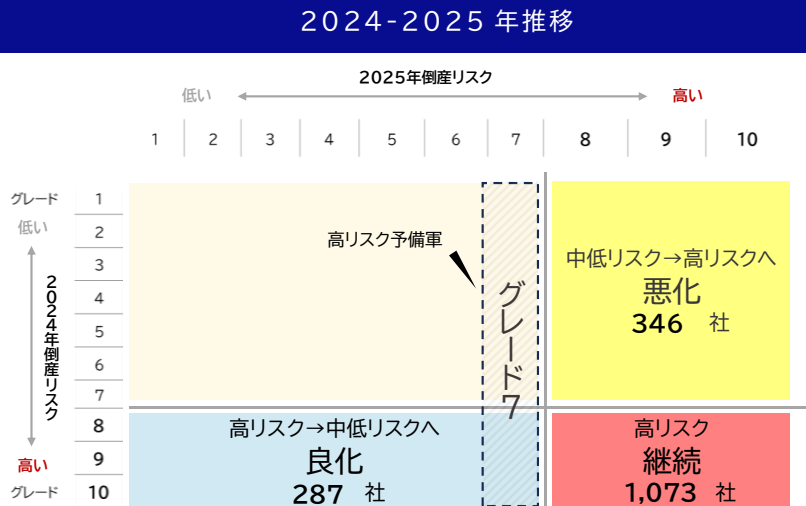 2024-2025 年推移
2025年倒産リスク
低い
高い
1 2 3 4 5 6 7 8 9 10
グレード 1
低い 2
3
4
5
6
7
8
高い 9
グレード 10
2024年倒産リスク
高リスク予備軍
グレード7
中低リスク→高リスクへ
悪化
346 社
高リスク→中低リスクへ
良化
287 社
高リスク
継続
1,073 社